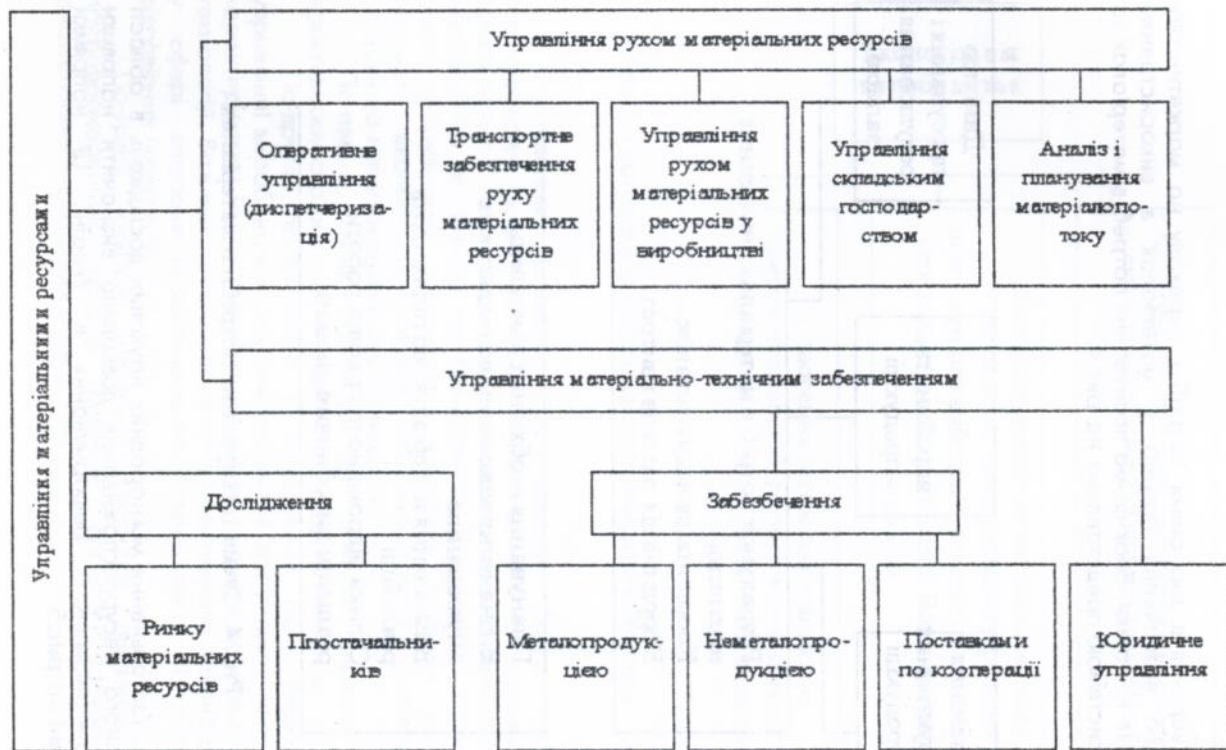 Управління матеріальними ресурсами
Управління рухом матеріальних ресурсів
Оперативне
управління
(диспетчериза-
ція)
Транспортне
забезпечення
руху
матеріальних
ресурсів
Управління
рухом
матеріальних
ресурсів у
виробництві
Управління
складським
господар-
ством
Аналіз і
планування
матеріалопо-
току
Управління матеріально-технічним забезпеченням
Дослідження
Забезбечення
Ринку
матеріальних
ресурсів
Ппостачальни-
ків
Металопродук-
цією
Неметалопро-
дукцією
Поставками
по кооперації
Юридичне
управління